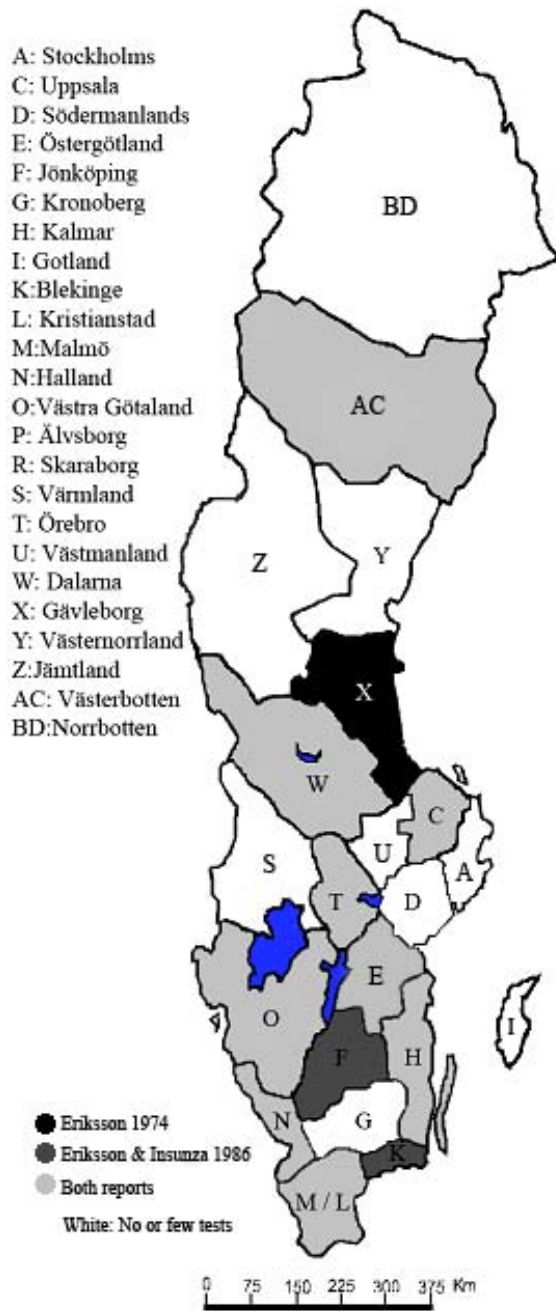 A: Stockholms
C: Uppsala
D: Södermanlands
E: Östergötland
F: Jönköping
G: Kronoberg
H: Kalmar
I: Gotland
K:Blekinge
L: Kristianstad
M:Malmö
N:Halland
O:Västra Götaland
P: Älvsborg
R: Skaraborg
S: Värmland
T: Örebro
U: Västmanland
W: Dalarna
X: Gävleborg
Y: Västernorrland
Z:Jämtland
AC: Västerbotten
BD:Norrbotten
BD
AC
Z
Y
X
W
C
S
U
A
T
D
E
O
I
F
H
N
G
K
M / L
Eriksson 1974
Eriksson & Insunza 1986
Both reports
White: No or few tests
0 75 150 225 300 375 Km